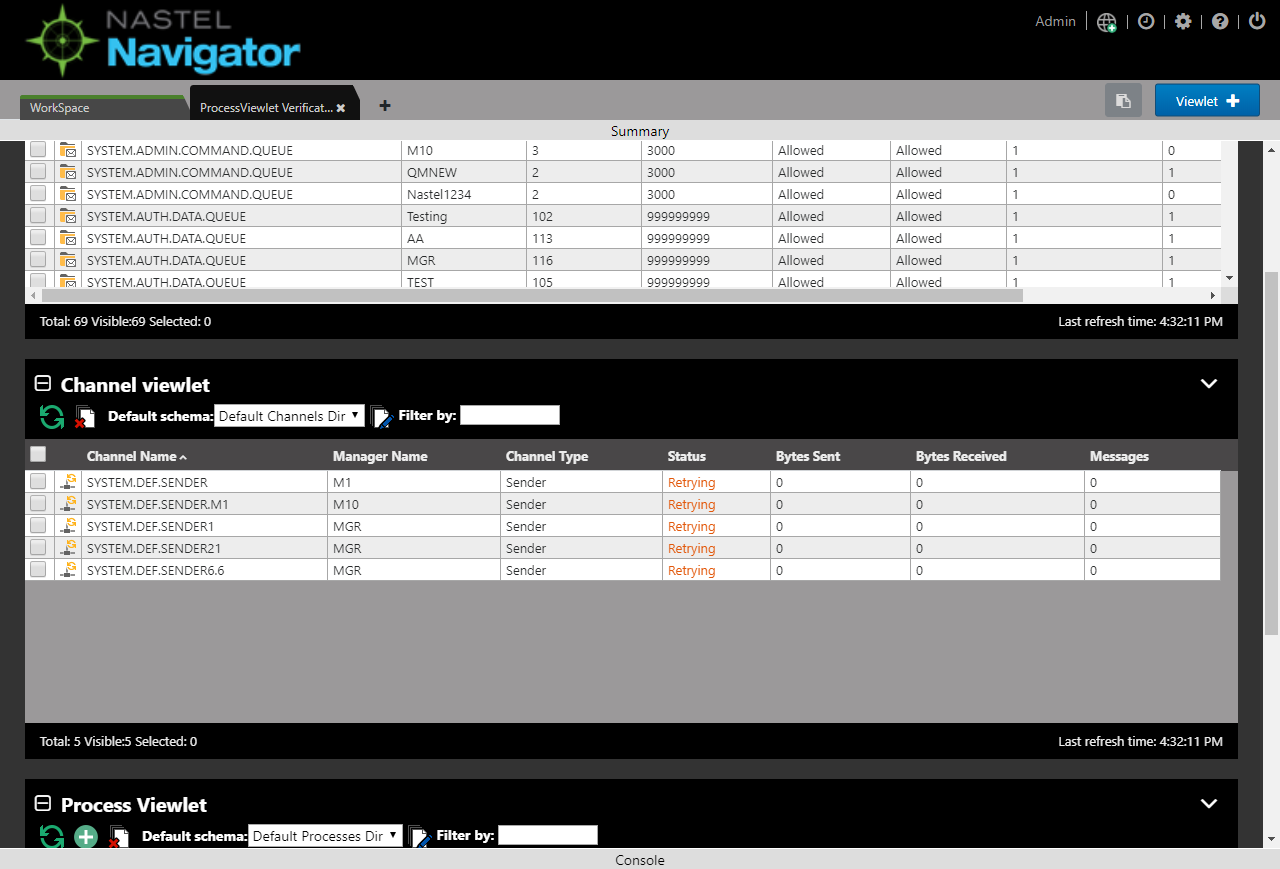 NASTEL
Navigator
Admin
WorkSpace
ProcessViewlet Verificat...
Viewlet
Summary
SYSTEM.ADMIN.COMMAND.QUEUE M10 3 3000 Allowed Allowed 1 0
SYSTEM.ADMIN.COMMAND.QUEUE QMNEW 2 3000 Allowed Allowed 1 1
SYSTEM.ADMIN.COMMAND.QUEUE Nastel1234 2 3000 Allowed Allowed 1 0
SYSTEM.AUTH.DATA.QUEUE Testing 102 999999999 Allowed Allowed 1 1
SYSTEM.AUTH.DATA.QUEUE AA 113 999999999 Allowed Allowed 1 1
SYSTEM.AUTH.DATA.QUEUE MGR 116 999999999 Allowed Allowed 1 1
SYSTEM.AUTH.DATA.QUEUE TEST 105 999999999 Allowed Allowed 1 1
Total: 69 Visible:69 Selected: 0 Last refresh time: 4:32:11 PM
Channel viewlet
Default schema: Default Channels Dir Filter by:
Channel Name Manager Name Channel Type Status Bytes Sent Bytes Received Messages
SYSTEM.DEF.SENDER M1 Sender Retrying 0 0 0
SYSTEM.DEF.SENDER.M1 M10 Sender Retrying 0 0 0
SYSTEM.DEF.SENDER1 MGR Sender Retrying 0 0 0
SYSTEM.DEF.SENDER21 MGR Sender Retrying 0 0 0
SYSTEM.DEF.SENDER6.6 MGR Sender Retrying 0 0 0
Total: 5 Visible:5 Selected: 0 Last refresh time: 4:32:11 PM
Process Viewlet
Default schema: Default Processes Dir Filter by:
Console